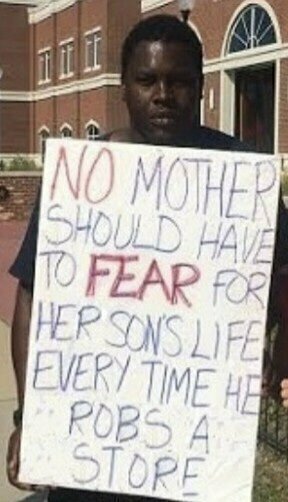 NO MOTHER
SHOULD HAVE
TO FEAR FOR
HER SON'S LIFE
EVERY TIME HE
ROBS A
STORE